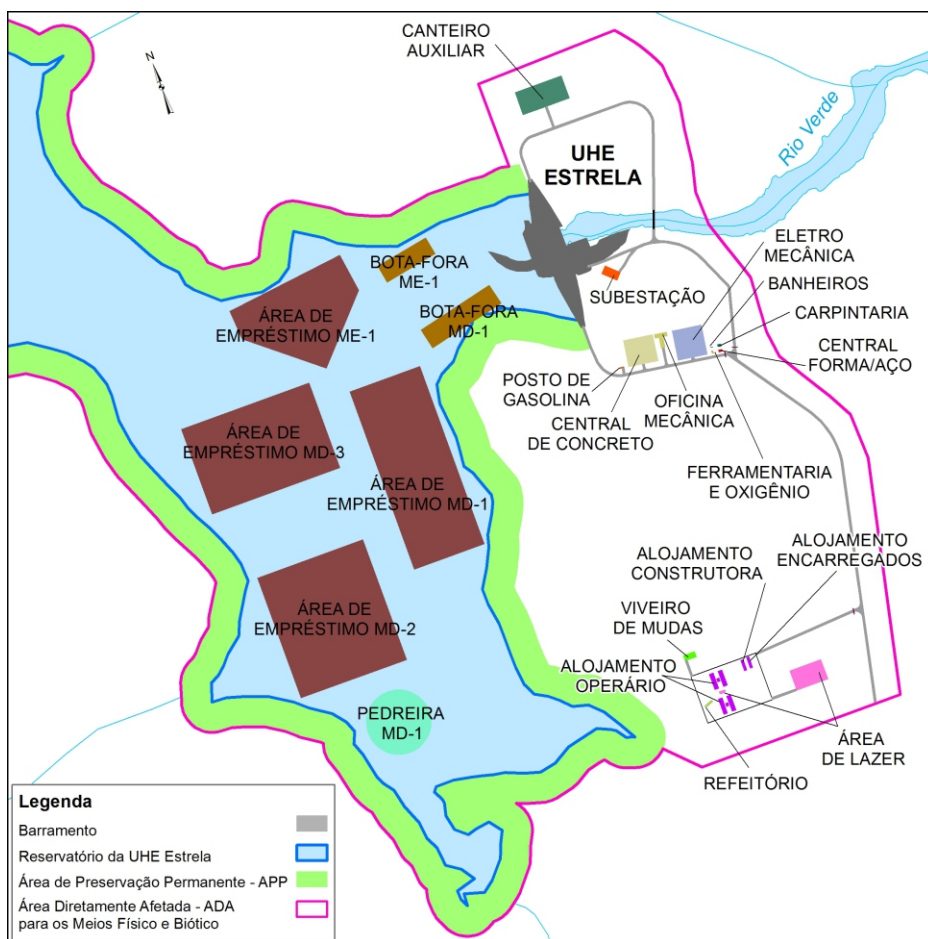 CANTEIRO
AUXILIAR
N
UHE
ESTRELA
Rio Verde
ELETRO
MECÂNICA
BANHEIROS
CARPINTARIA
CENTRAL
FORMA/AÇO
BOTA-FORA
ME-1
SUBESTAÇÃO
BOTA-FORA
MD-1
ÁREA DE
EMPRÉSTIMO ME-1
POSTO DE
GASOLINA
CENTRAL
DE CONCRETO
OFICINA
MECÂNICA
FERRAMENTARIA
E OXIGÊNIO
ÁREA DE
EMPRÉSTIMO MD-3
ÁREA DE
EMPRÉSTIMO MD-1
ALOJAMENTO
CONSTRUTORA
ALOJAMENTO
ENCARREGADOS
ÁREA DE
EMPRÉSTIMO MD-2
VIVEIRO
DE MUDAS
ALOJAMENTO
OPERÁRIO
PEDREIRA
MD-1
ÁREA
DE LAZER
REFEITÓRIO
Legenda
Barramento
Reservatório da UHE Estrela
Área de Preservação Permanente - APP
Área Diretamente Afetada - ADA
para os Meios Físico e Biótico